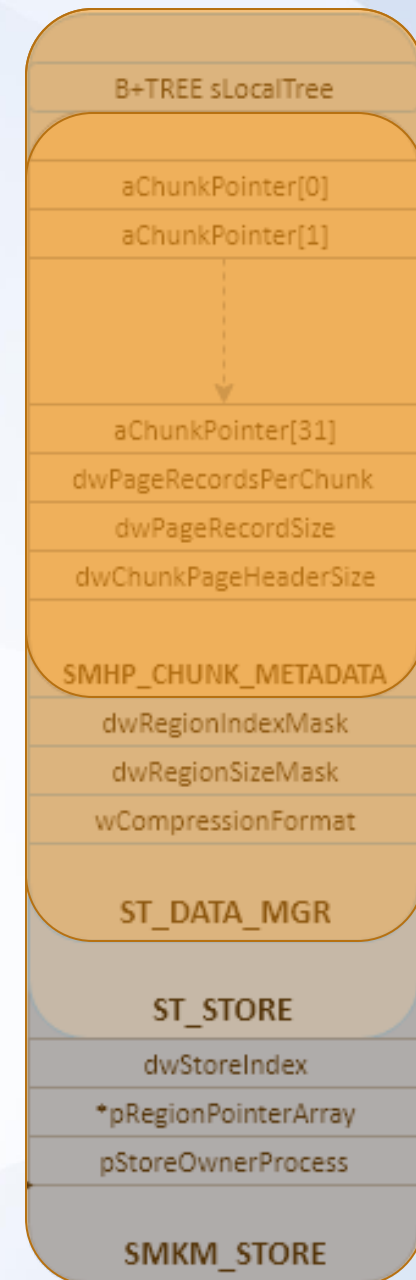 B+TREE sLocalTree
aChunkPointer[0]
aChunkPointer[1]
aChunkPointer[31]
dwPageRecordsPerChunk
dwPageRecordSize
dwChunkPageHeaderSize
SMHP_CHUNK_METADATA
dwRegionIndexMask
dwRegionSizeMask
wCompressionFormat
ST_DATA_MGR
ST_STORE
dwStoreIndex
*pRegionPointerArray
pStoreOwnerProcess
SMKM_STORE